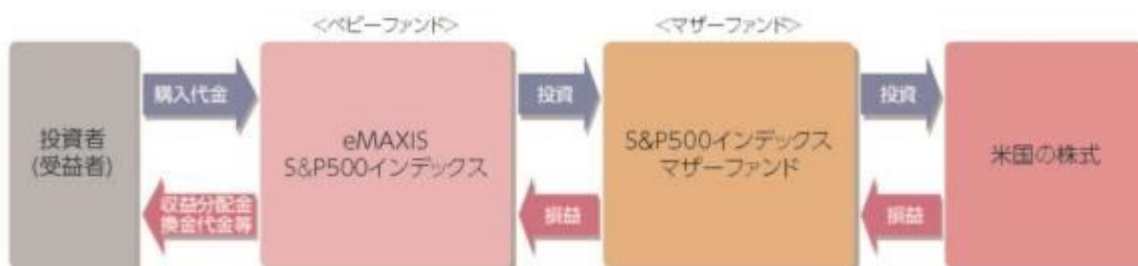 <ベビーファンド>
<マザーファンド>
購入代金
投資
投資
投資者
(受益者)
eMAXIS
S&P500インデックス
S&P500インデックス
マザーファンド
米国の株式
収益分配金
換金代金等
損益
損益